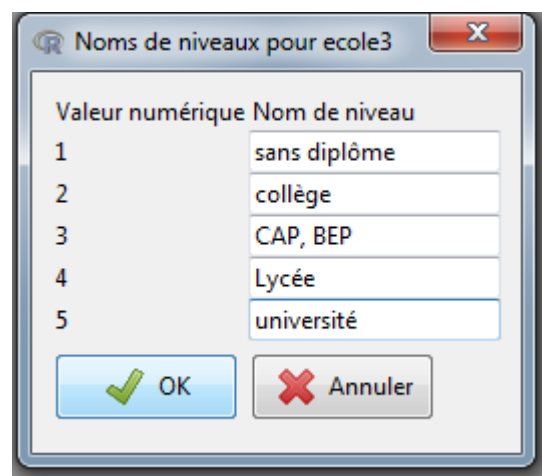 Noms de niveaux pour ecole3
Valeur numérique Nom de niveau
1 sans diplôme
2 collège
3 CAP, BEP
4 Lycée
5 université
OK Annuler